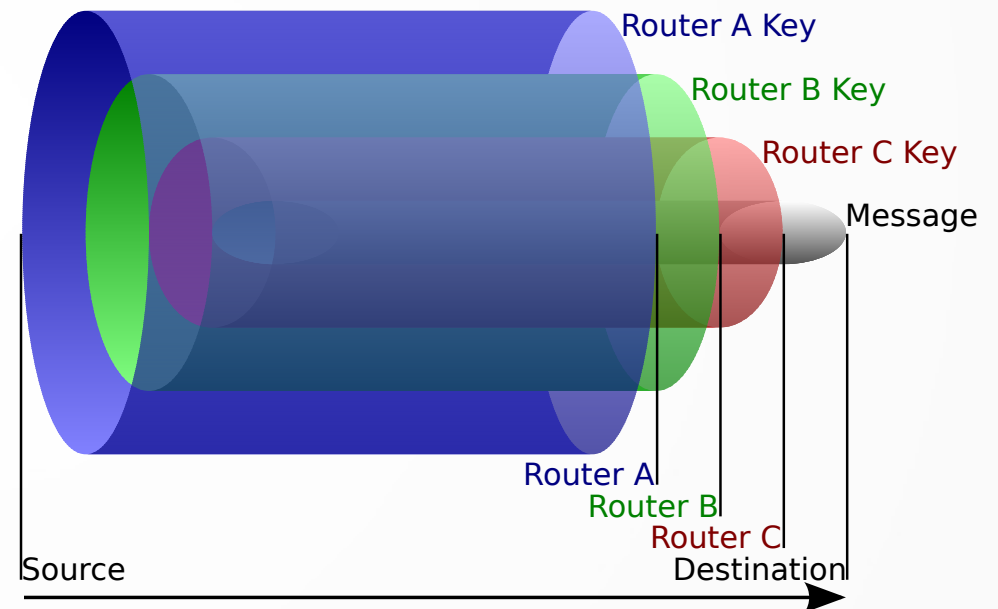 Router A Key
Router B Key
Router C Key
Message
Router A
Router B
Router C
Source
Destination